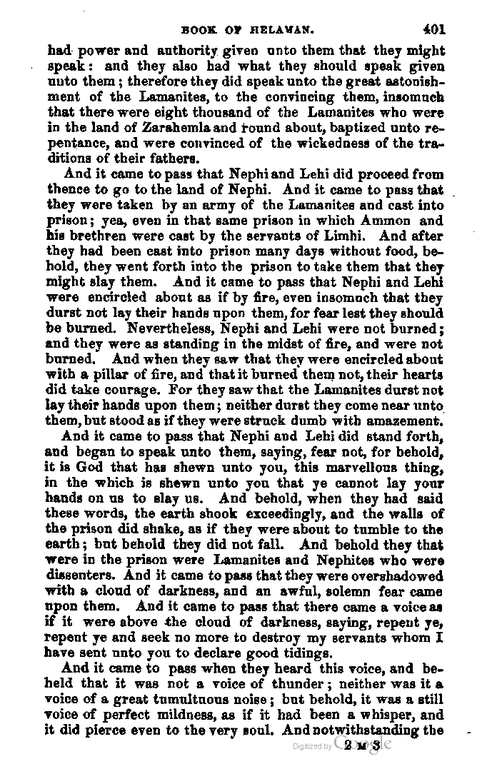 BOOK OF HELAMAN. 401
had power and authority given unto them that they might
speak: and they also had what they should speak given
unto them; therefore they did speak unto the great astonish-
ment of the Lamanites, to the convincing them, insomuch
that there were eight thousand of the Lamanites who were
in the land of Zarahemla and round about, baptized unto re-
pentance, and were convinced of the wickedness of the tra-
ditions of their fathers.
And it came to pass that Nephi and Lehi did proceed from
thence to go to the land of Nephi. And it came to pass that
they were taken by an army of the Lamanites and cast into
prison; yea, even in that same prison in which Ammon and
his brethren were cast by the servants of Limhi. And after
they had been cast into prison many days without food, be-
hold, they went forth into the prison to take them that they
might slay them. And it came to pass that Nephi and Lehi
were encircled about as if by fire, even insomuch that they
durst not lay their hands upon them, for fear lest they should
be burned. Nevertheless, Nephi and Lehi were not burned;
and they were as standing in the midst of fire, and were not
burned. And when they saw that they were encircled about
with a pillar of fire, and that it burned them not, their hearts
did take courage. For they saw that the Lamanites durst not
lay their hands upon them; neither durst they come near unto
them, but stood as if they were struck dumb with amazement.
And it came to pass that Nephi and Lehi did stand forth,
and began to speak unto them, saying, fear not, for behold,
it is God that has shewn unto you, this marvellous thing,
in the which is shewn unto you that ye cannot lay your
hands on us to slay us. And behold, when they had said
these words, the earth shook exceedingly, and the walls of
the prison did shake, as if they were about to tumble to the
earth; but behold they did not fall. And behold they that
were in the prison were Lamanites and Nephites who were
dissenters. And it came to pass that they were overshadowed
with a cloud of darkness, and an awful, solemn fear came
upon them. And it came to pass that there came a voice as
if it were above the cloud of darkness, saying, repent ye,
repent ye and seek no more to destroy my servants whom I
have sent unto you to declare good tidings.
And it came to pass when they heard this voice, and be-
held that it was not a voice of thunder; neither was it a
voice of a great tumultuous noise; but behold, it was a still
voice of perfect mildness, as if it had been a whisper, and
it did pierce even to the very soul. And notwithstanding the
Digitized by Google 2 M 3